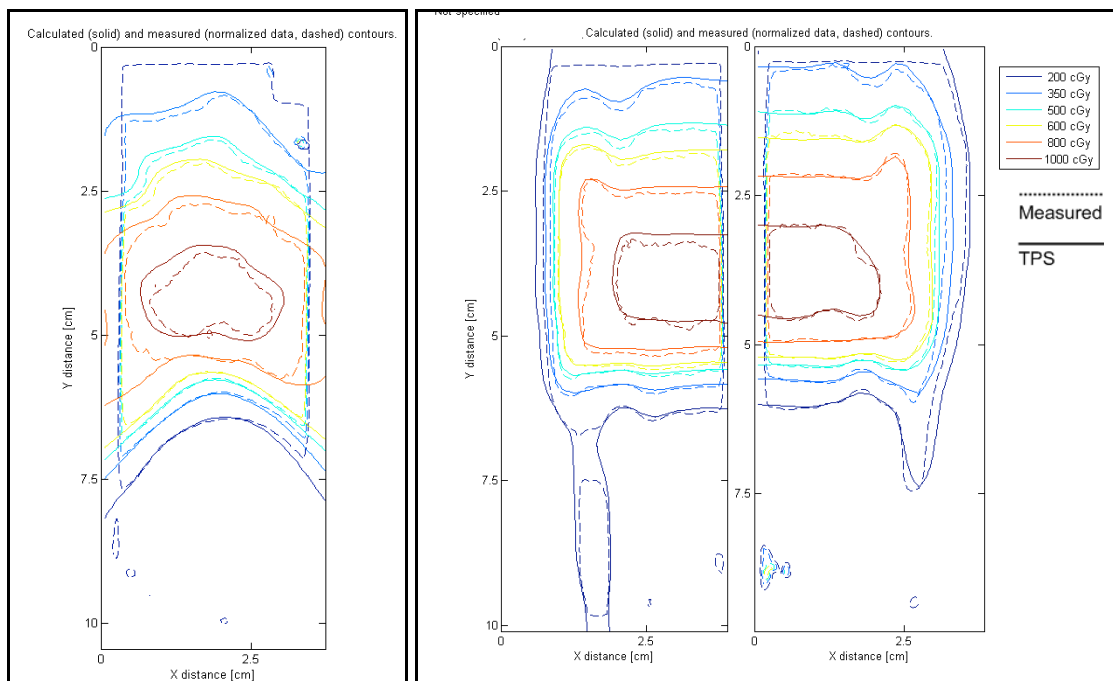 Not specified
Calculated (solid) and measured (normalized data, dashed) contours.
0
2.5
5
7.5
10
0
2.5
X distance [cm]
Y distance [cm]
Calculated (solid) and measured (normalized data, dashed) contours.
0
2.5
5
7.5
10
0
2.5
X distance [cm]
Y distance [cm]
0
2.5
5
7.5
0
2.5
X distance [cm]
200 cGy
350 cGy
500 cGy
600 cGy
800 cGy
1000 cGy
Measured
TPS